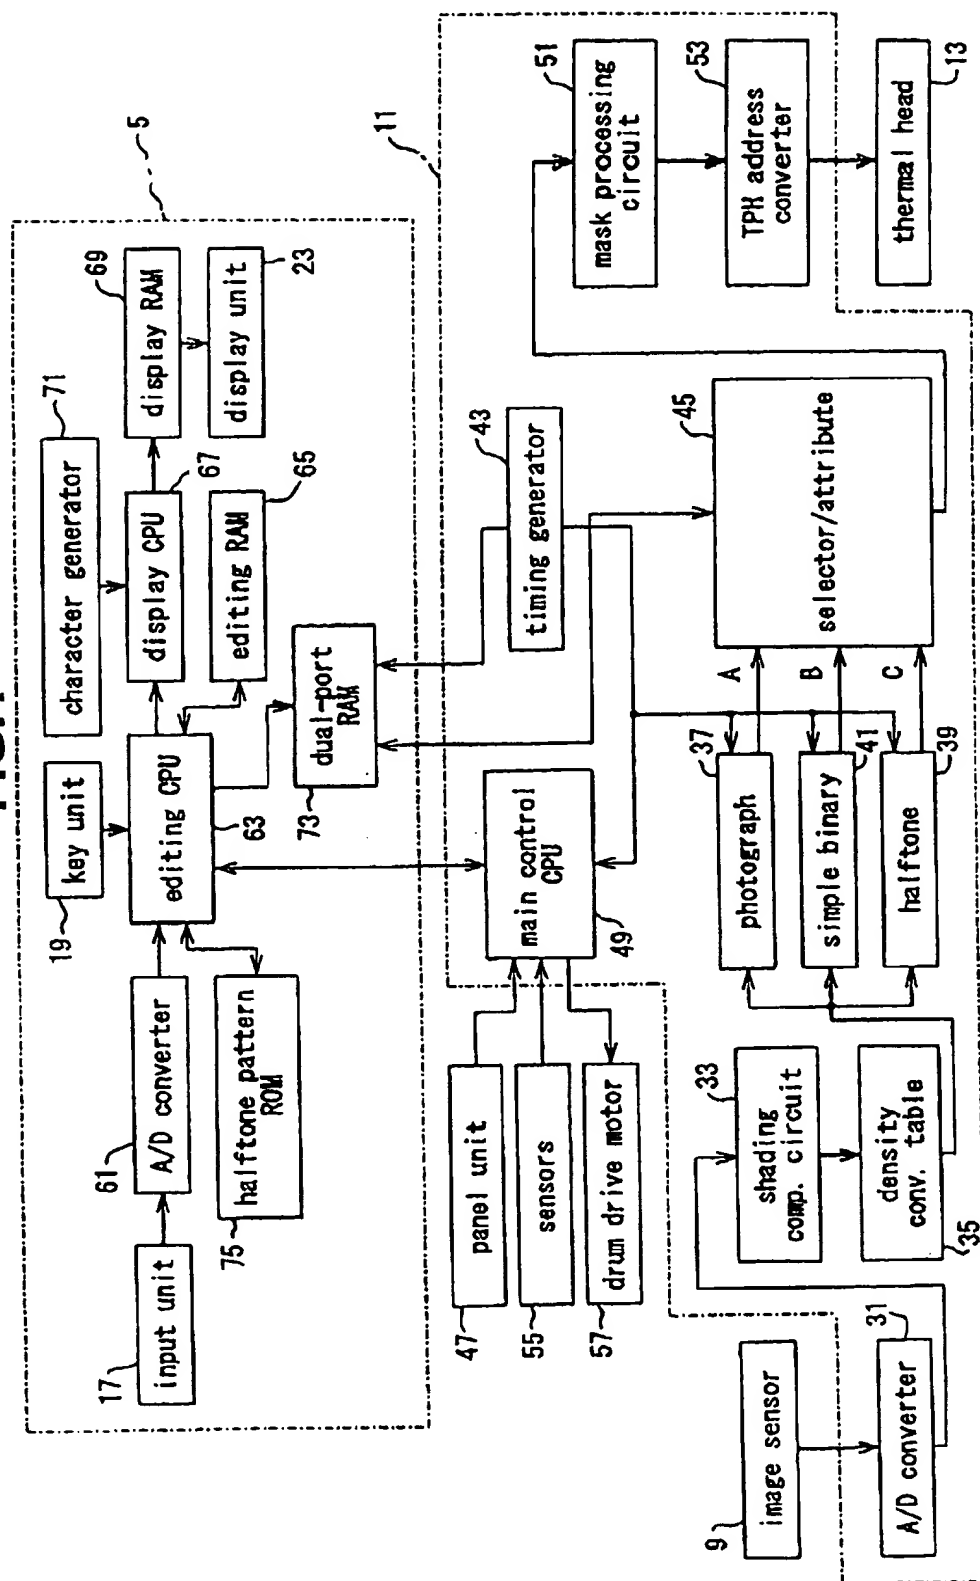 5
17
input unit
61
A/D converter
19
key unit
editing CPU
63
71
character generator
display CPU
67
69
display RAM
display unit
23
editing RAM
65
75
halftone pattern
ROM
73
dual-port
RAM
11
47
panel unit
55
sensors
57
drum drive motor
main control
CPU
49
43
timing generator
51
mask processing
circuit
53
TPH address
converter
thermal head
13
9
image sensor
31
A/D converter
33
shading
comp. circuit
density
conv. table
35
37
photograph
simple binary
41
halftone
39
A
B
C
45
selector/attribute